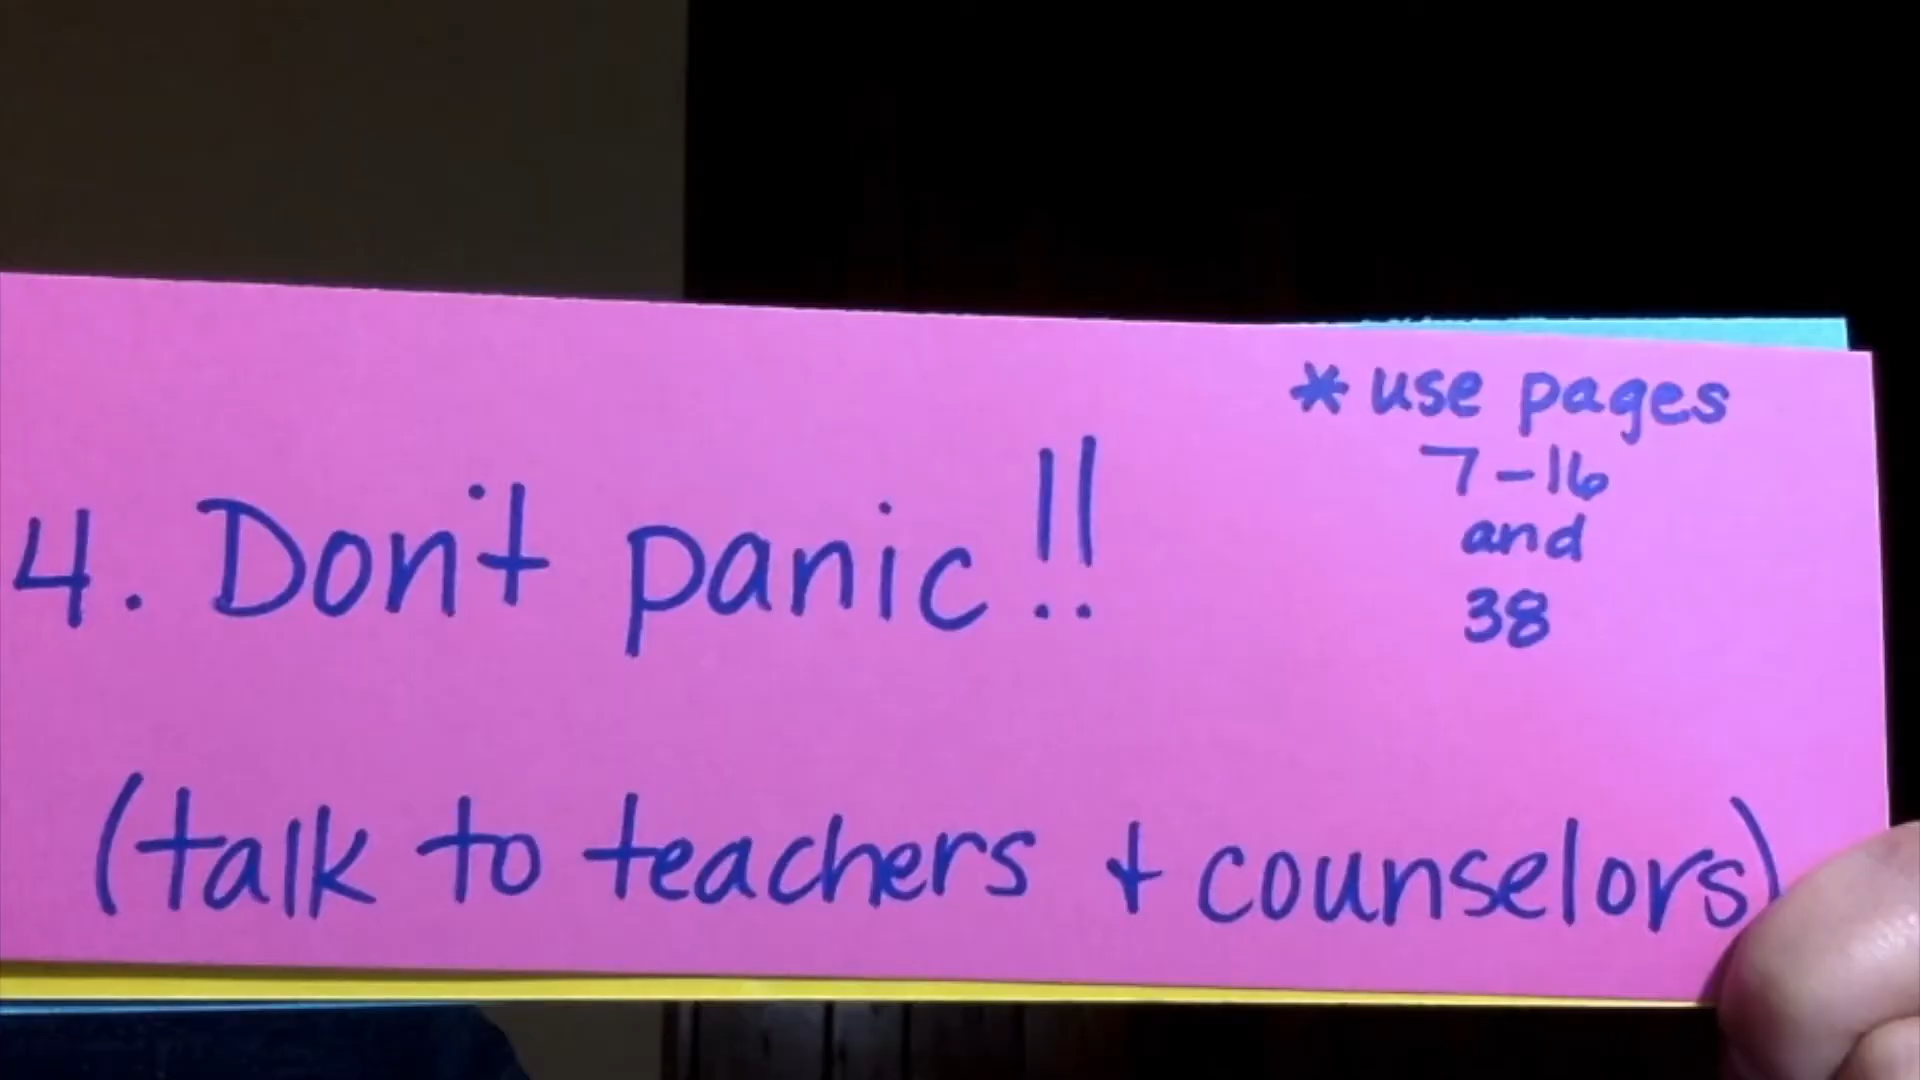 4. Don't panic!!
* use pages
7-16
and
38
(talk to teachers + counselors)